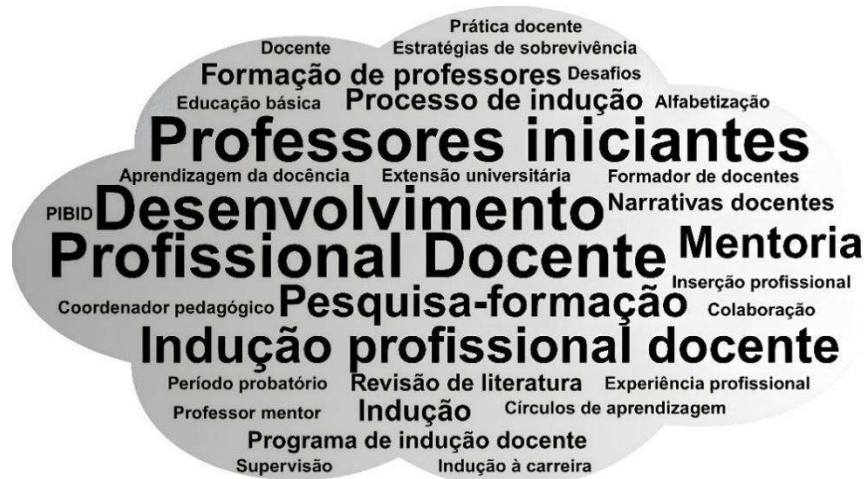 Prática docente
Docente Estratégias de sobrevivência
Formação de professores Desafios
Educação básica Processo de indução Alfabetização
Professores iniciantes
Aprendizagem da docência Extensão universitária Formador de docentes
PIBID Desenvolvimento Narrativas docentes
Profissional Docente Mentoria
Inserção profissional
Coordenador pedagógico Pesquisa-formação Colaboração
Indução profissional docente
Período probatório Revisão de literatura Experiência profissional
Professor mentor Indução Círculos de aprendizagem
Programa de indução docente
Supervisão Indução à carreira